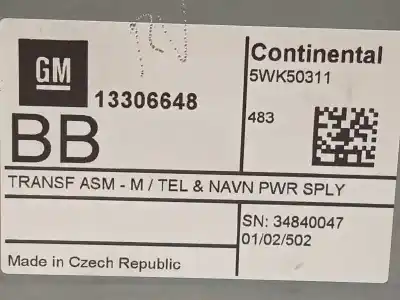 GM
13306648
BB
Continental
5WK50311
483
TRANSF ASM - M / TEL & NAVN PWR SPLY
SN: 34840047
01/02/502
Made in Czech Republic